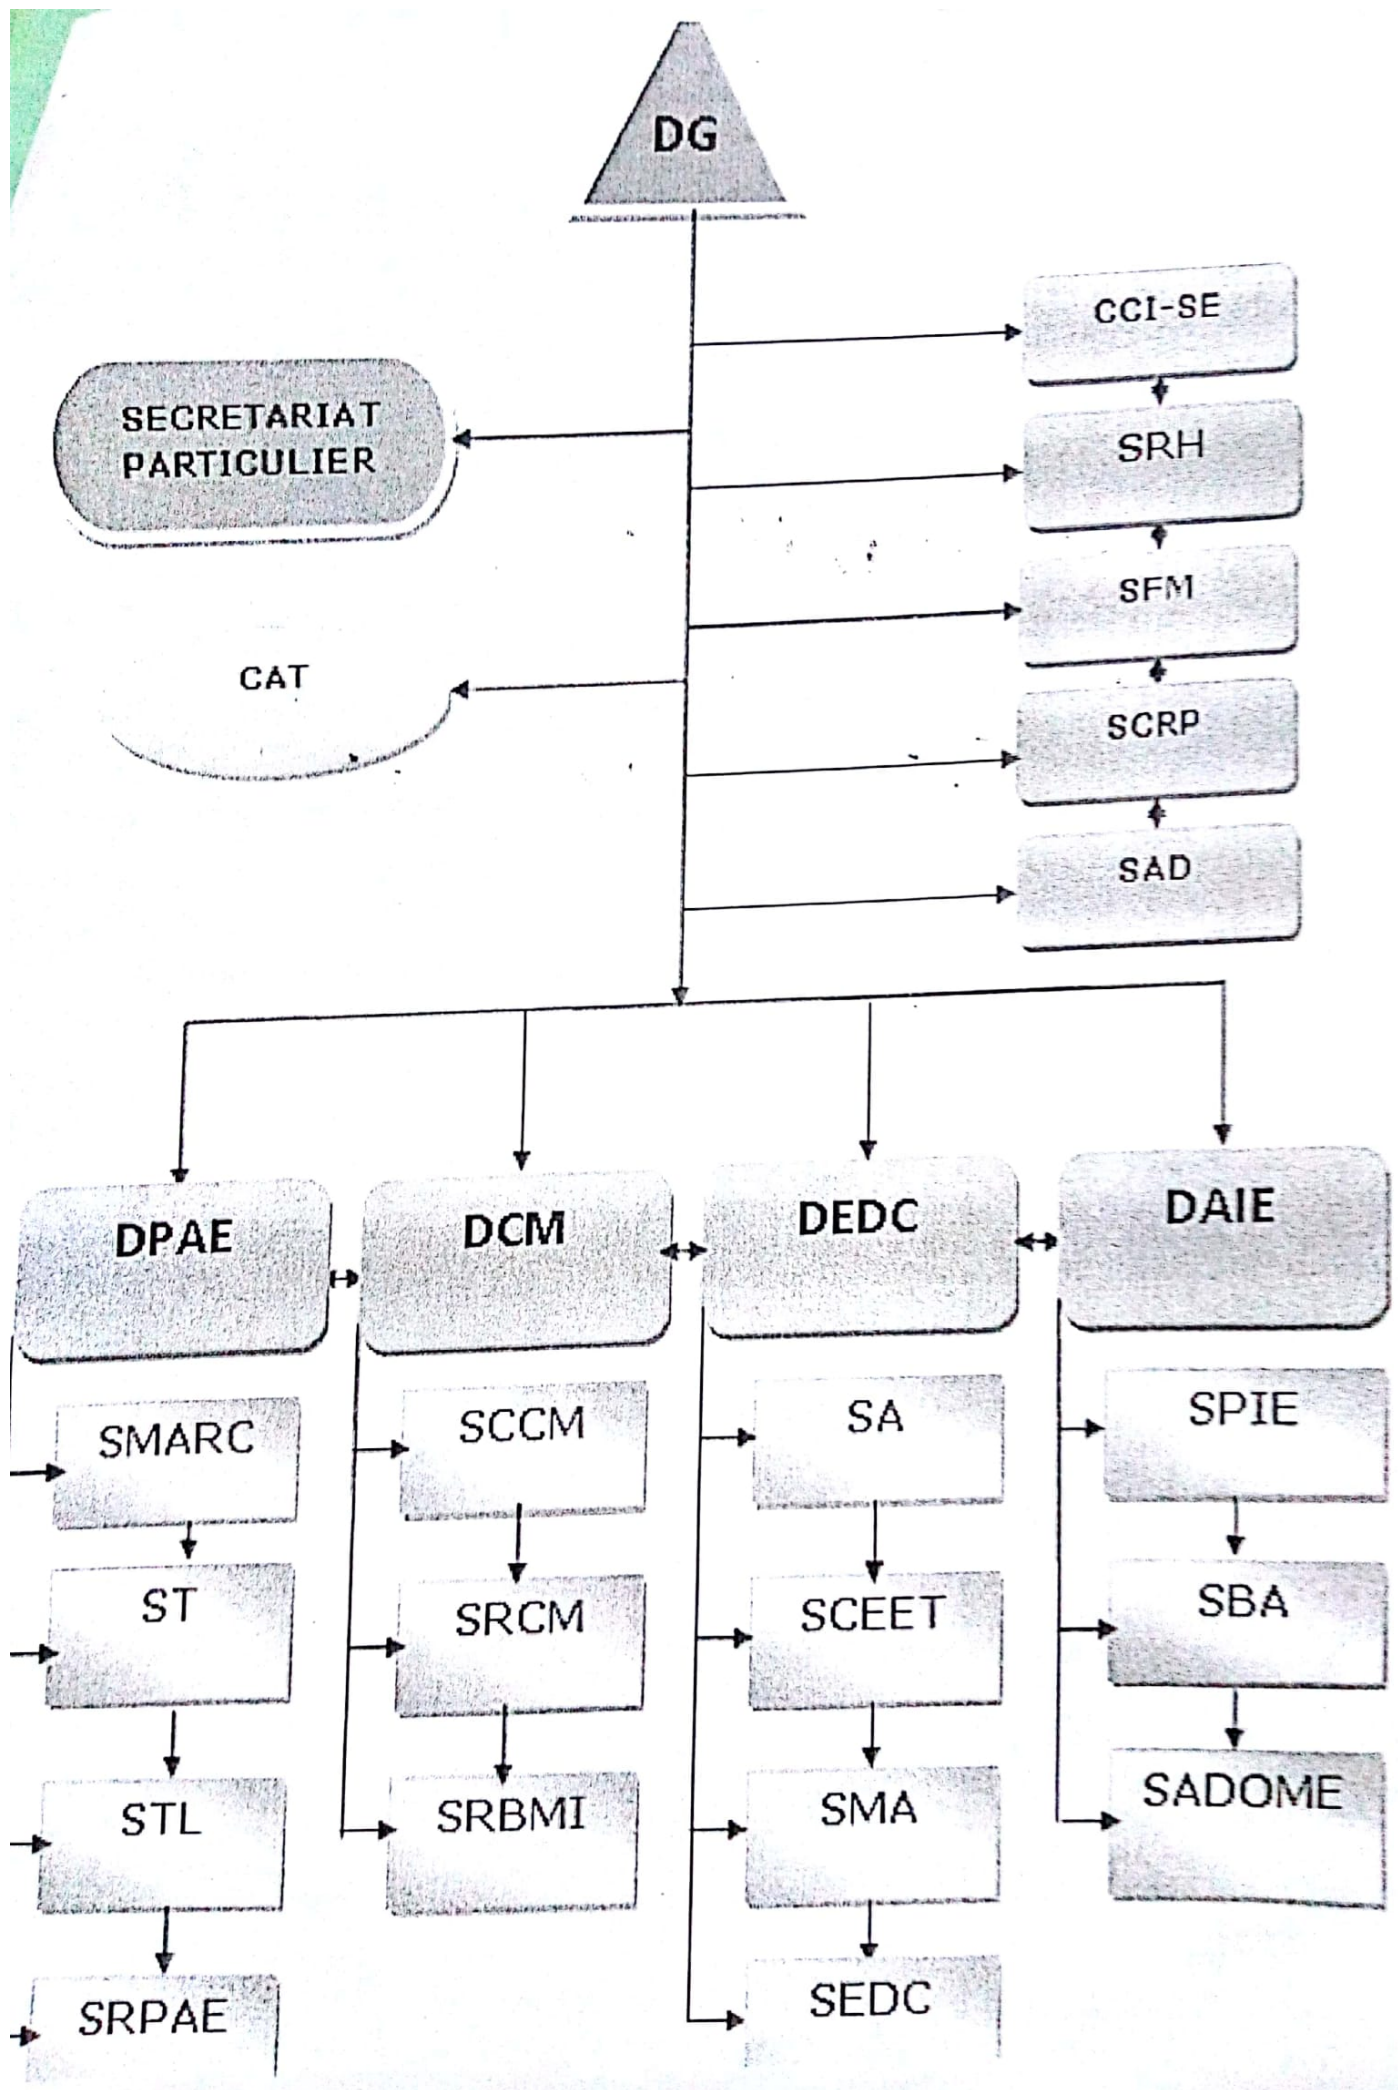 DG
CCI-SE
SECRETARIAT
PARTICULIER
SRH
SFM
CAT
SCRP
SAD
DPAE
DCM
DEDC
DAIE
SMARC
SCCM
SA
SPIE
ST
SRCM
SCEET
SBA
STL
SRBMI
SMA
SADOME
SRPAE
SEDC